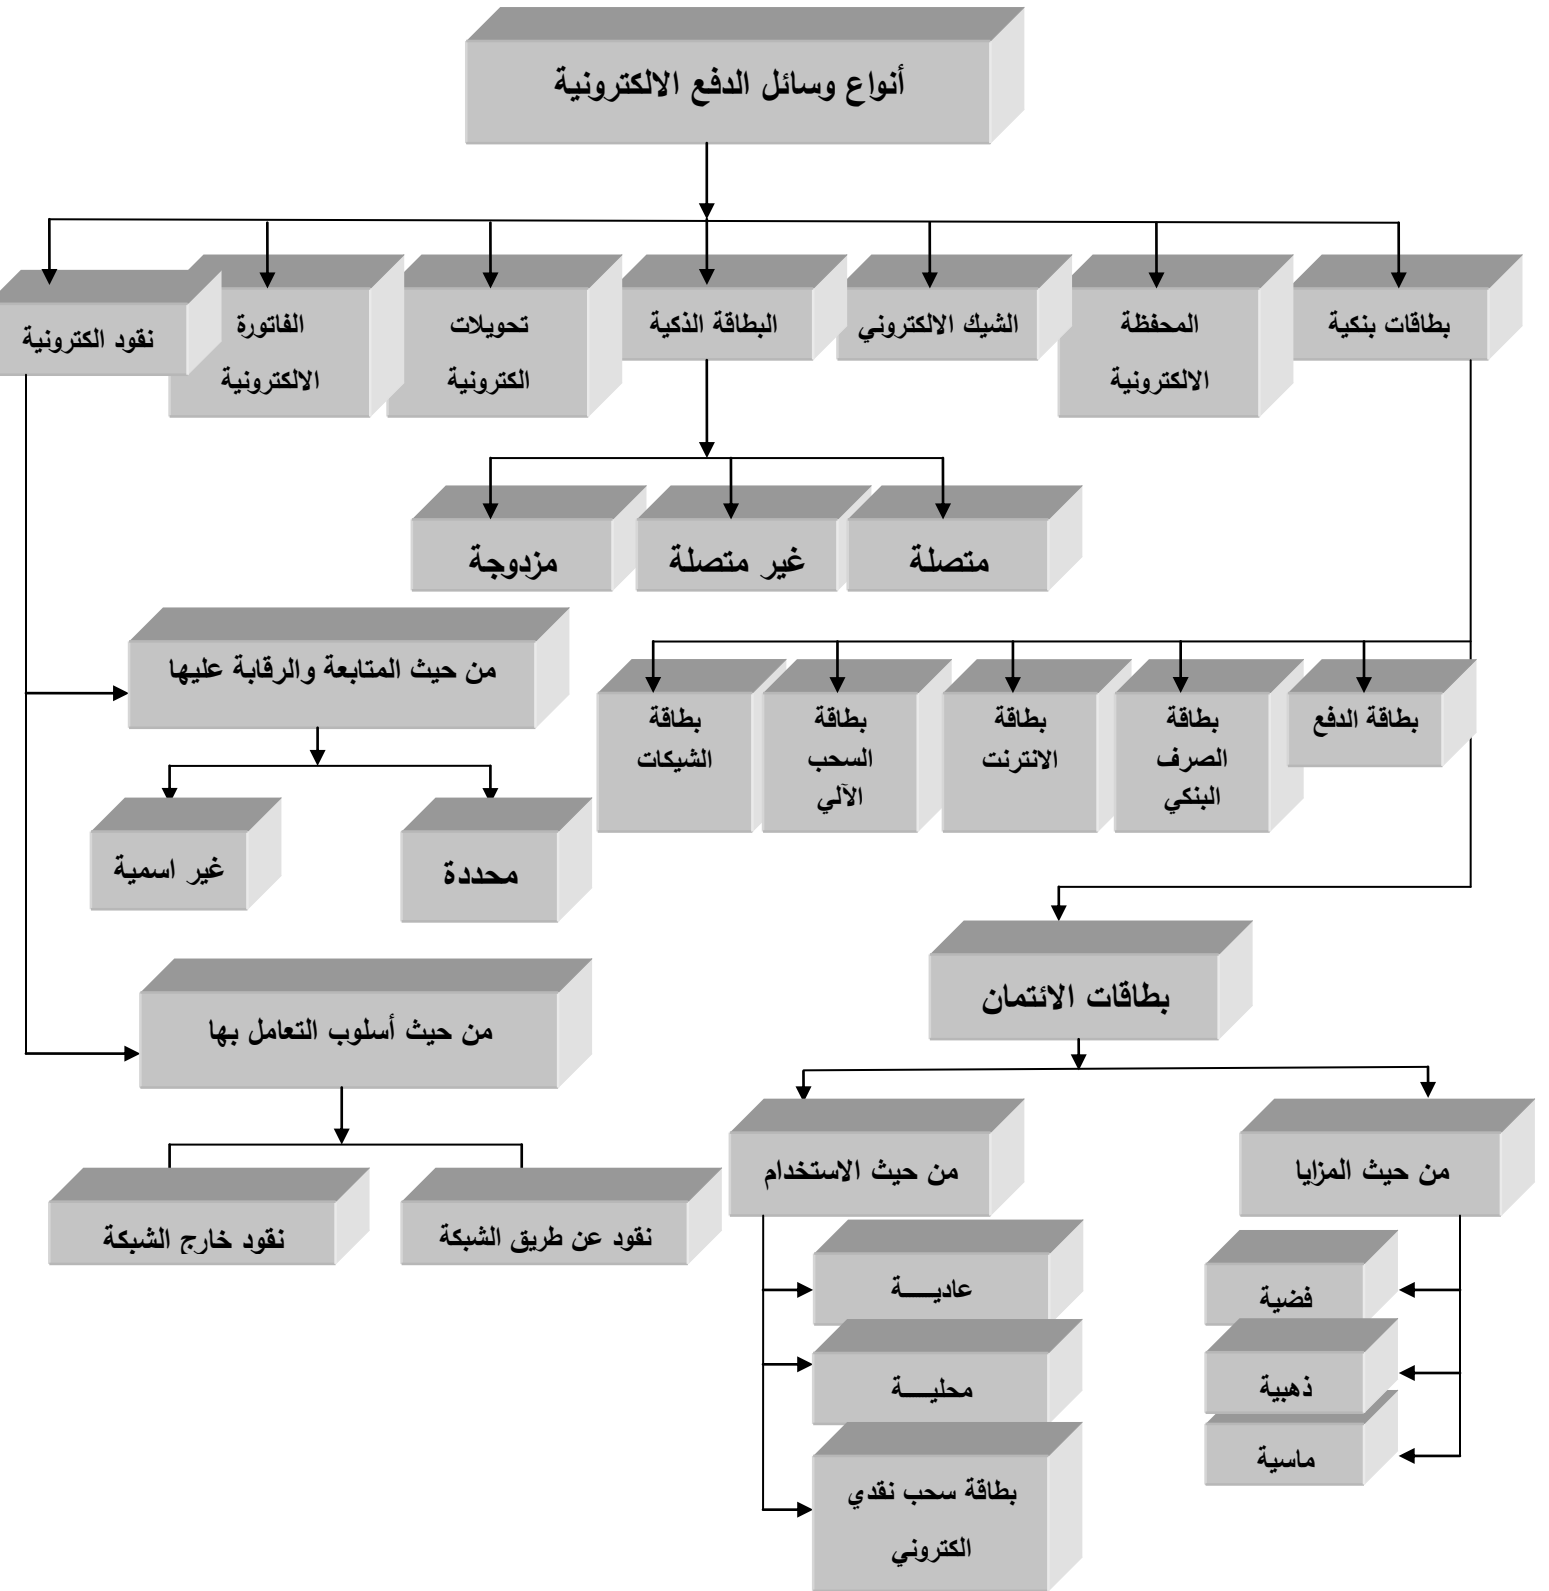 أنواع وسائل الدفع الالكترونية
بطاقات بنكية
المحفظة
الالكترونية
الشيك الالكتروني
البطاقة الذكية
تحويلات
الكترونية
الفاتورة
الالكترونية
نقود الكترونية
متصلة
غير متصلة
مزدوجة
من حيث المتابعة والرقابة عليها
بطاقة الدفع
بطاقة
الصرف
البنكي
بطاقة
الانترنت
بطاقة
السحب
الآلي
بطاقة
الشيكات
محددة
غير اسمية
بطاقات الائتمان
من حيث أسلوب التعامل بها
من حيث المزايا
من حيث الاستخدام
نقود عن طريق الشبكة
نقود خارج الشبكة
فضية
ذهبية
ماسية
عاديـــــة
محليـــــة
بطاقة سحب نقدي
الكتروني